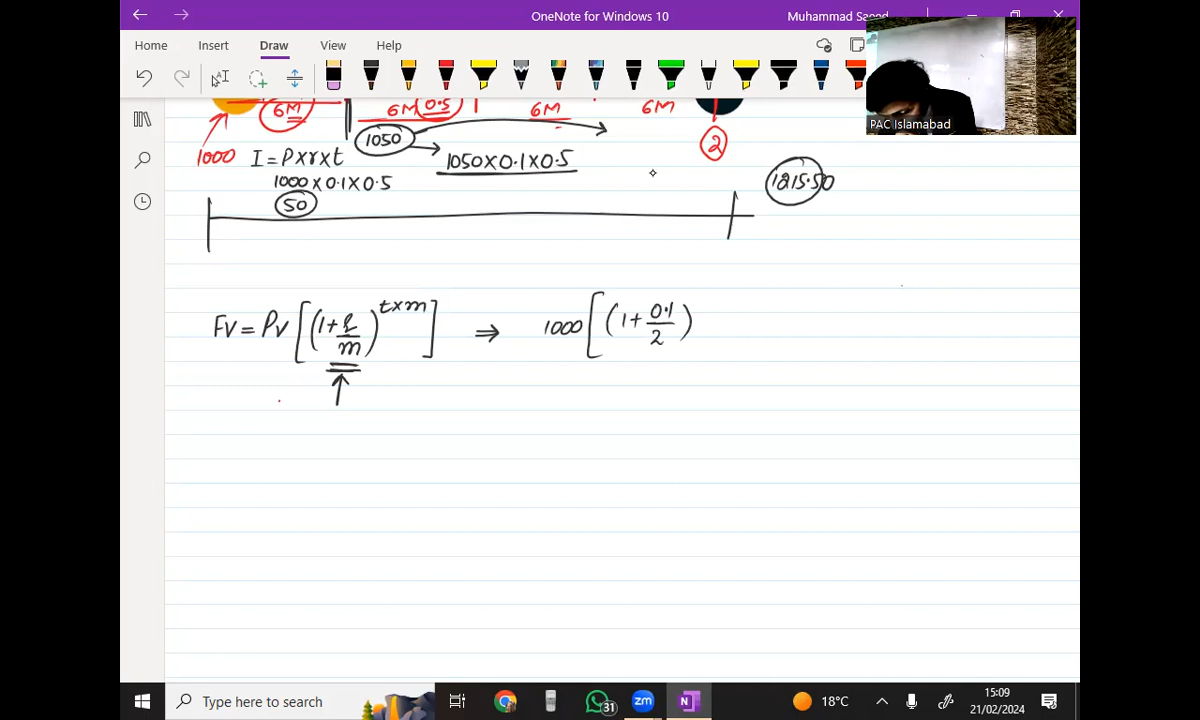 OneNote for Windows 10
Muhammad Saeed
Home Insert Draw View Help
PAC Islamabad
6M 6M(0.5) 6M 6M
1000
1050
2
I = P×r×t
1050×0.1×0.5
1000×0.1×0.5
1215.50
50
FV = PV [(1+r/m)^t×m] ⇒ 1000[(1+0.1/2)
Type here to search
31
zm
N
18°C
15:09
21/02/2024